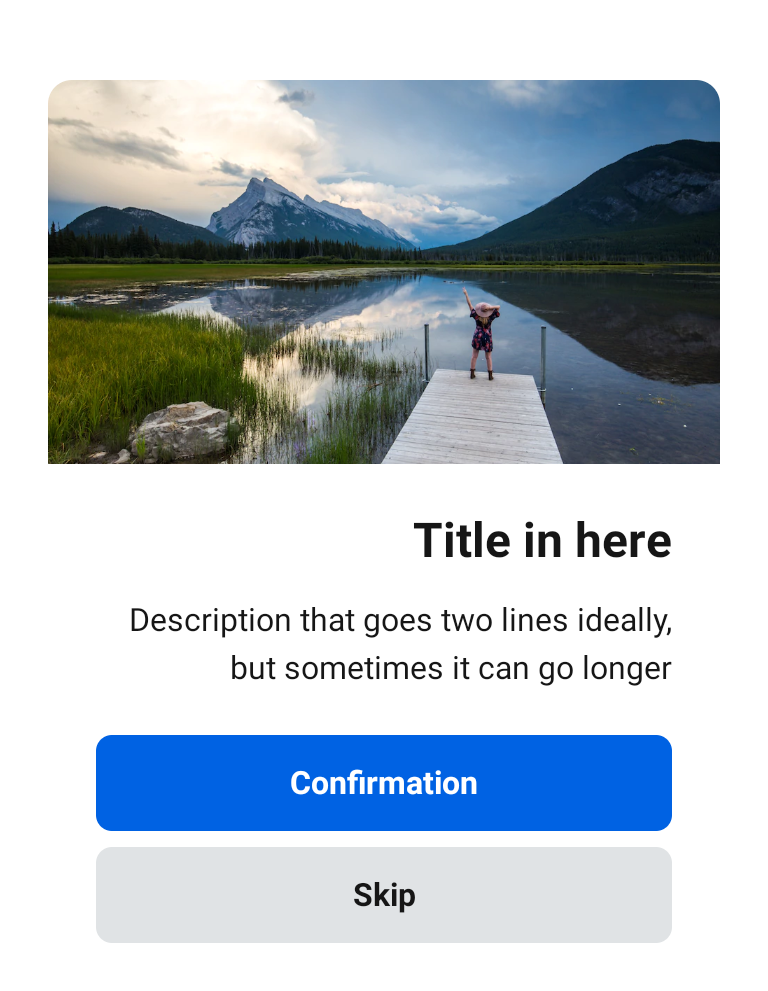 Title in here
Description that goes two lines ideally,
but sometimes it can go longer
Confirmation
Skip